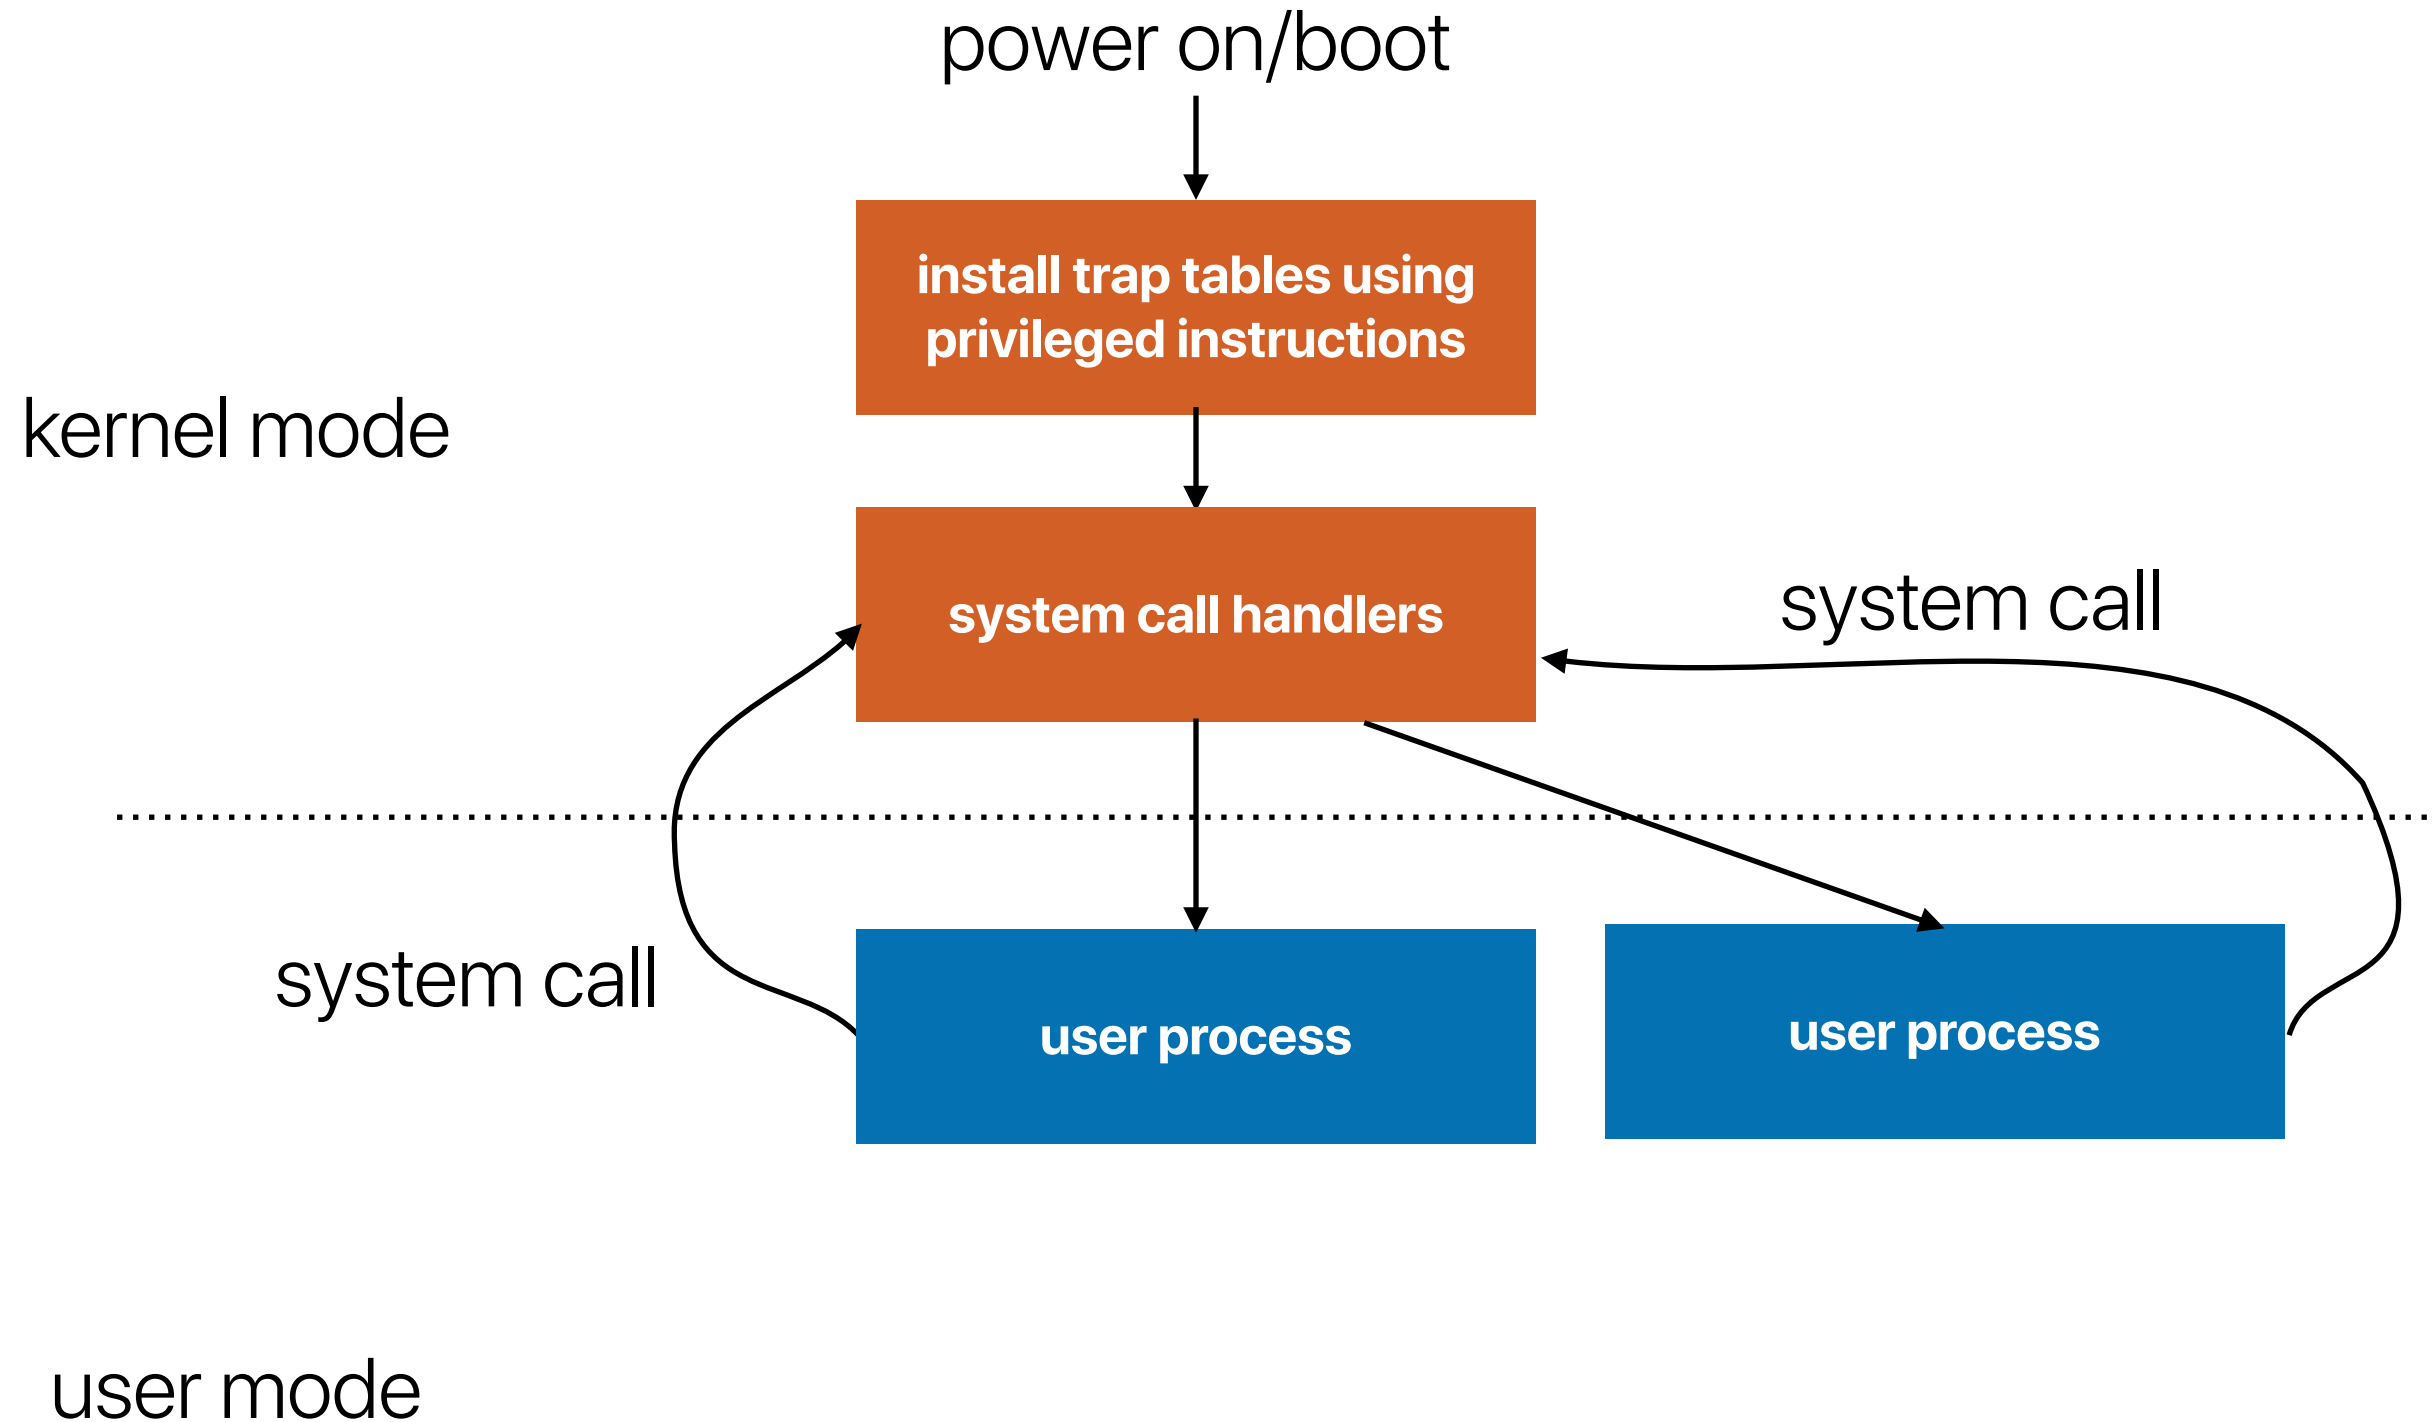 power on/boot
install trap tables using
privileged instructions
kernel mode
system call handlers
system call
system call
user process
user process
user mode